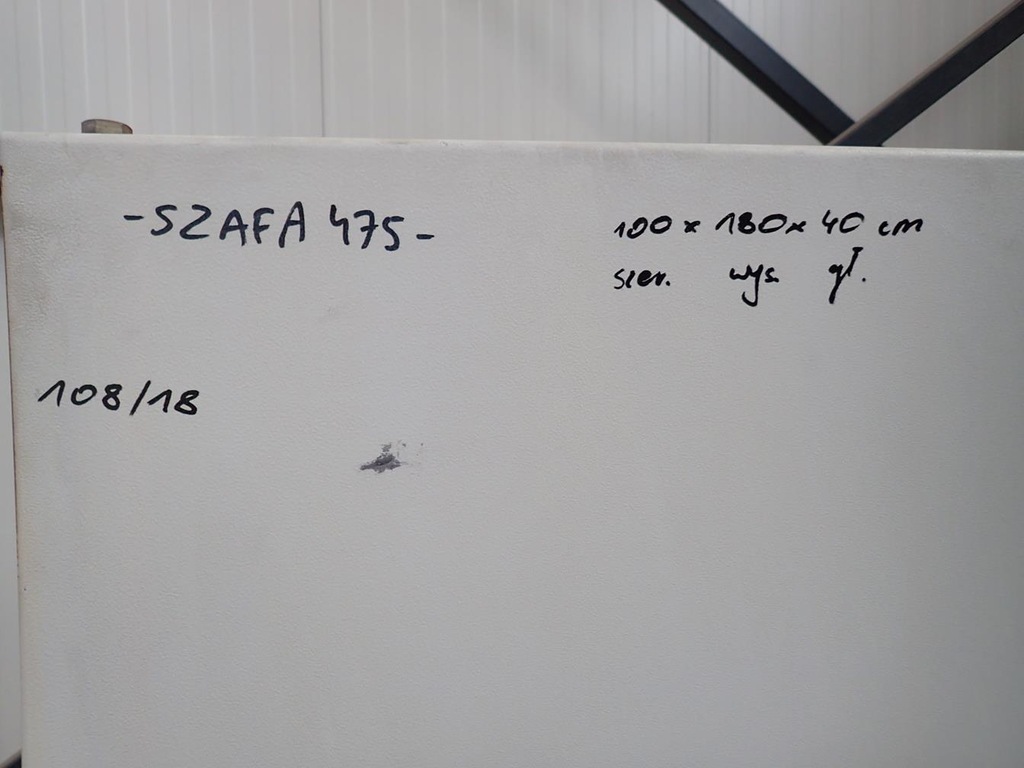 -SZAFA 475-
100 x 180 x 40 cm
szer. wys. gł.
108/18